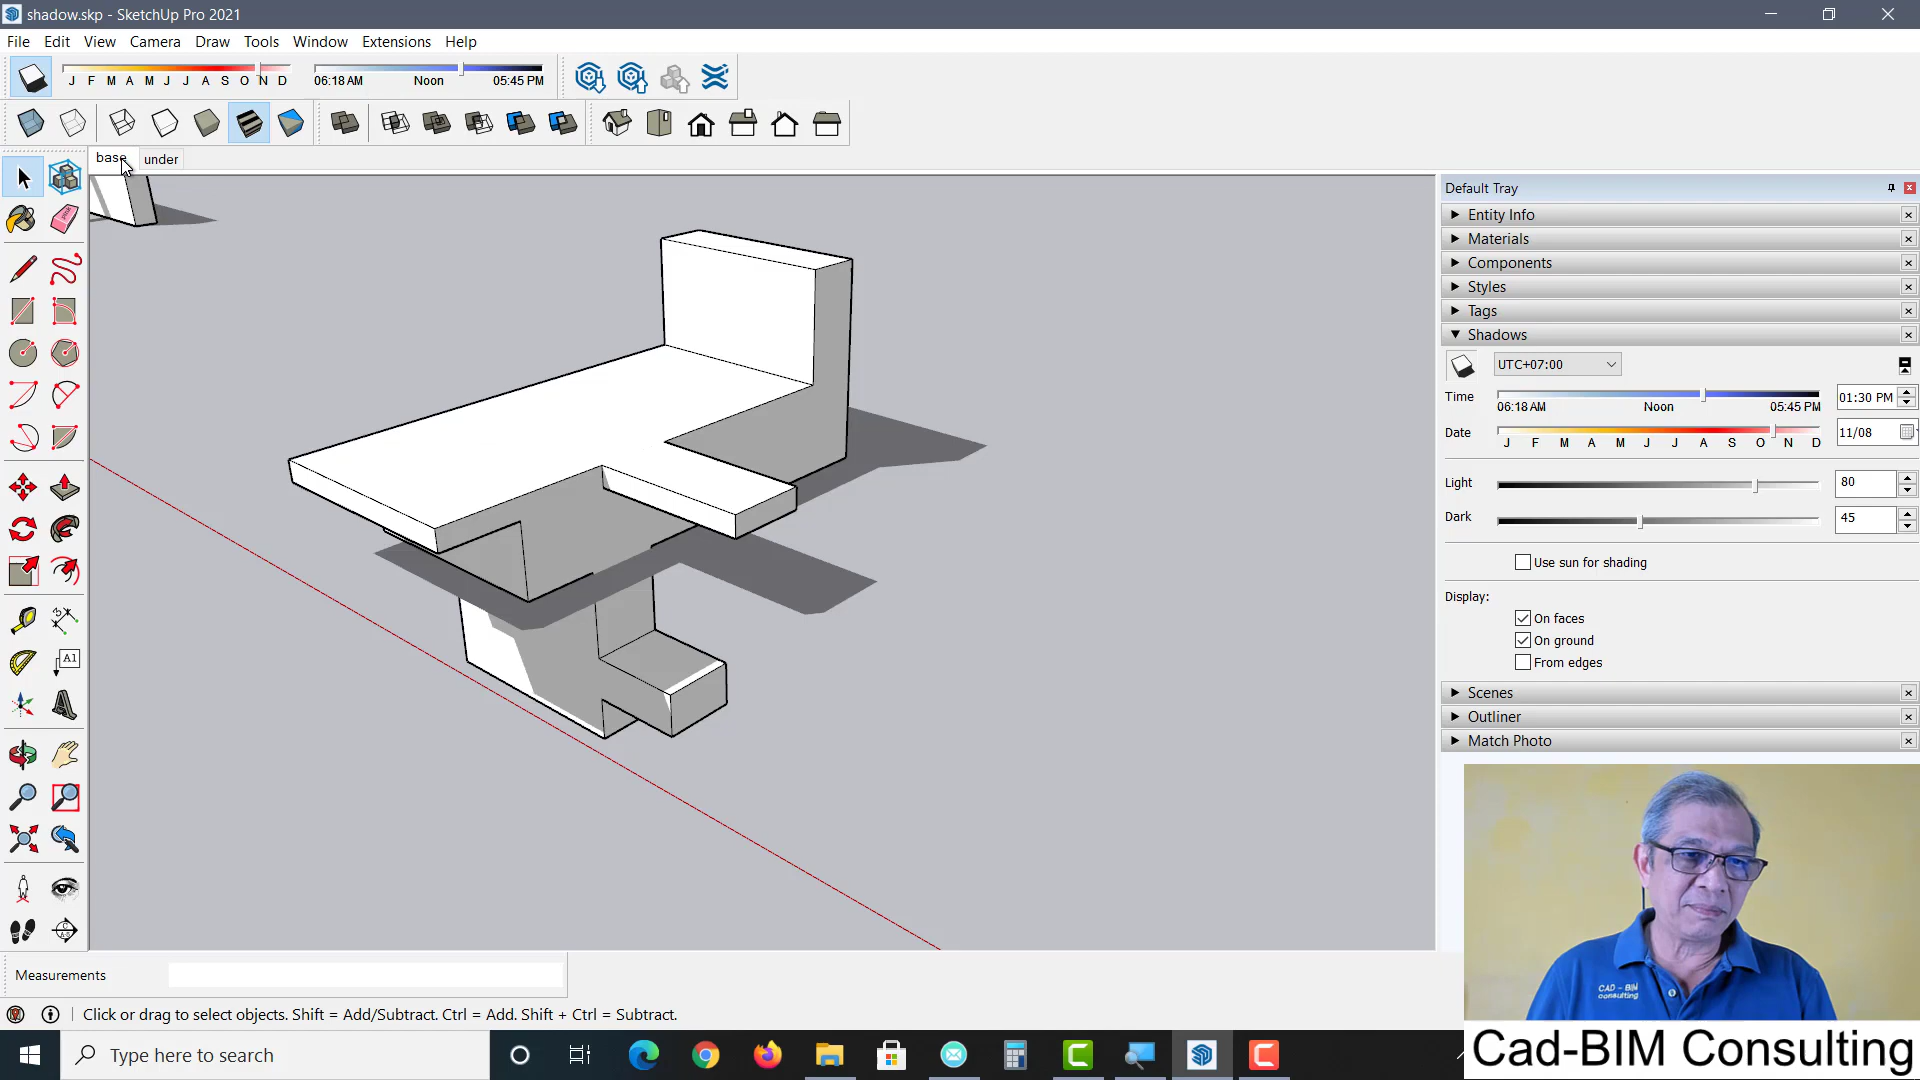 shadow.skp - SketchUp Pro 2021
File Edit View Camera Draw Tools Window Extensions Help
J F M A M J J A S O N D 06:18 AM Noon 05:45 PM
base under
Default Tray
Entity Info
Materials
Components
Styles
Tags
Shadows
UTC+07:00
Time 06:18 AM Noon 05:45 PM 01:30 PM
Date J F M A M J J A S O N D 11/08
Light 80
Dark 45
Use sun for shading
Display:
On faces
On ground
From edges
Scenes
Outliner
Match Photo
A1
CAD - BIM
consulting
Measurements
Click or drag to select objects. Shift = Add/Subtract. Ctrl = Add. Shift + Ctrl = Subtract.
Type here to search
Cad-BIM Consulting